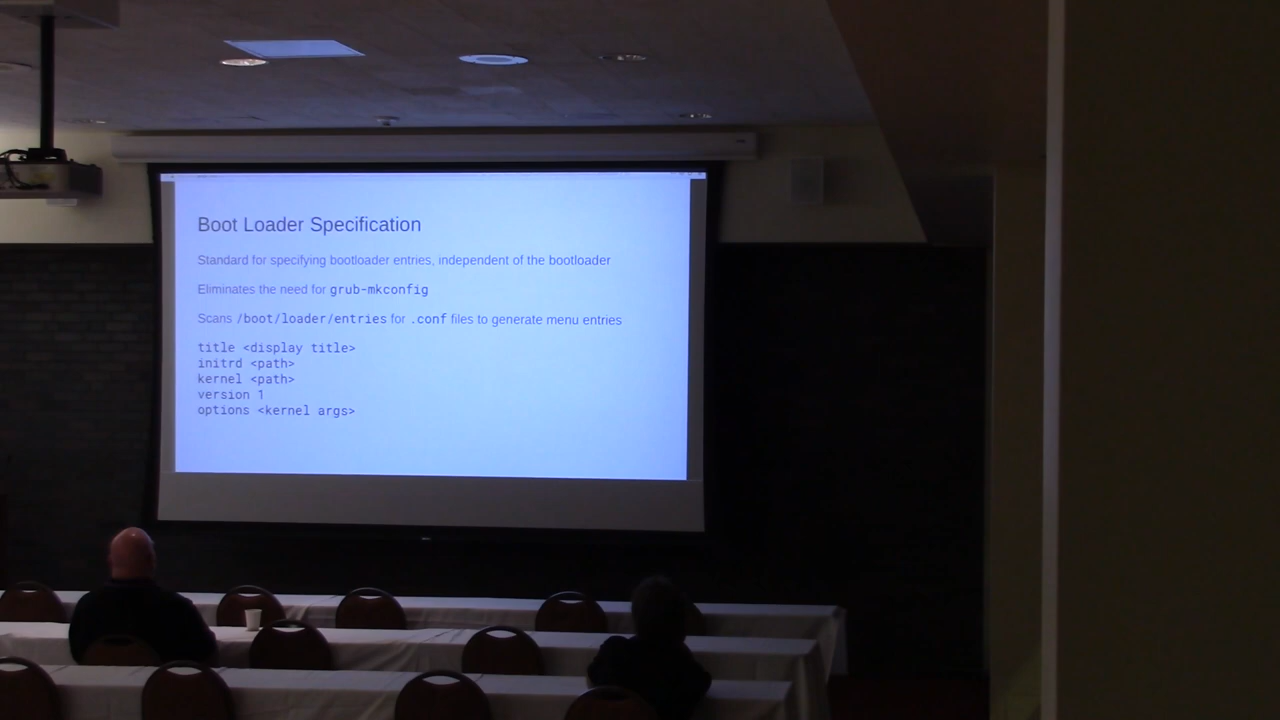 Boot Loader Specification
Standard for specifying bootloader entries, independent of the bootloader
Eliminates the need for grub-mkconfig
Scans /boot/loader/entries for .conf files to generate menu entries
title <display title>
initrd <path>
kernel <path>
version 1
options <kernel args>